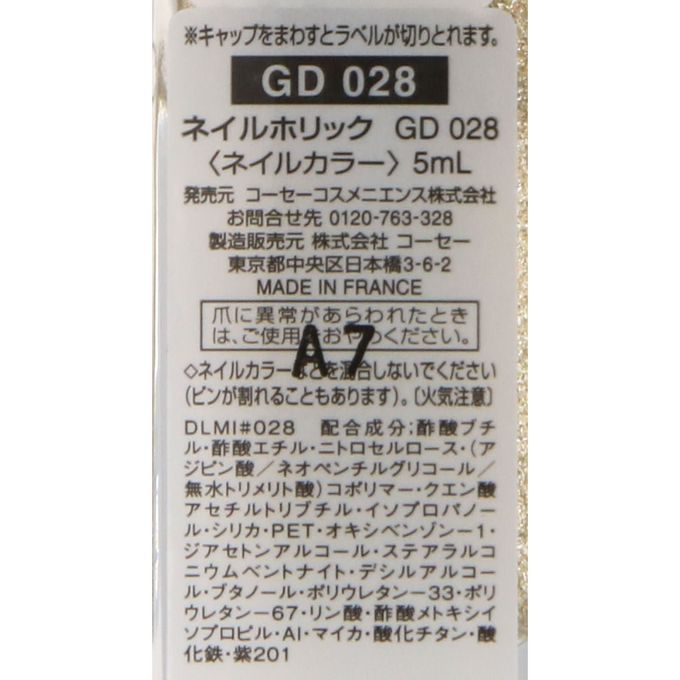 ※キャップをまわすとラベルが切りとれます。
GD 028
ネイルホリック GD 028
〈ネイルカラー〉5mL
発売元 コーセーコスメニエンス株式会社
お問合せ先 0120-763-328
製造販売元 株式会社 コーセー
東京都中央区日本橋3-6-2
MADE IN FRANCE
爪に異常があらわれたとき
は、ご使用をおやめください。
A7
◇ネイルカラーなどを混合しないでください
(ビンが割れることもあります)。〔火気注意〕
DLMI#028 配合成分;酢酸ブチ
ル・酢酸エチル・ニトロセルロース・(ア
ジピン酸/ネオペンチルグリコール/
無水トリメリト酸)コポリマー・クエン酸
アセチルトリブチル・イソプロパノー
ル・シリカ・PET・オキシベンゾン-1・
ジアセトンアルコール・ステアラルコ
ニウムベントナイト・デシルアルコー
ル・ブタノール・ポリウレタン-33・ポリ
ウレタン-67・リン酸・酢酸メトキシイ
ソプロピル・Al・マイカ・酸化チタン・酸
化鉄・紫201